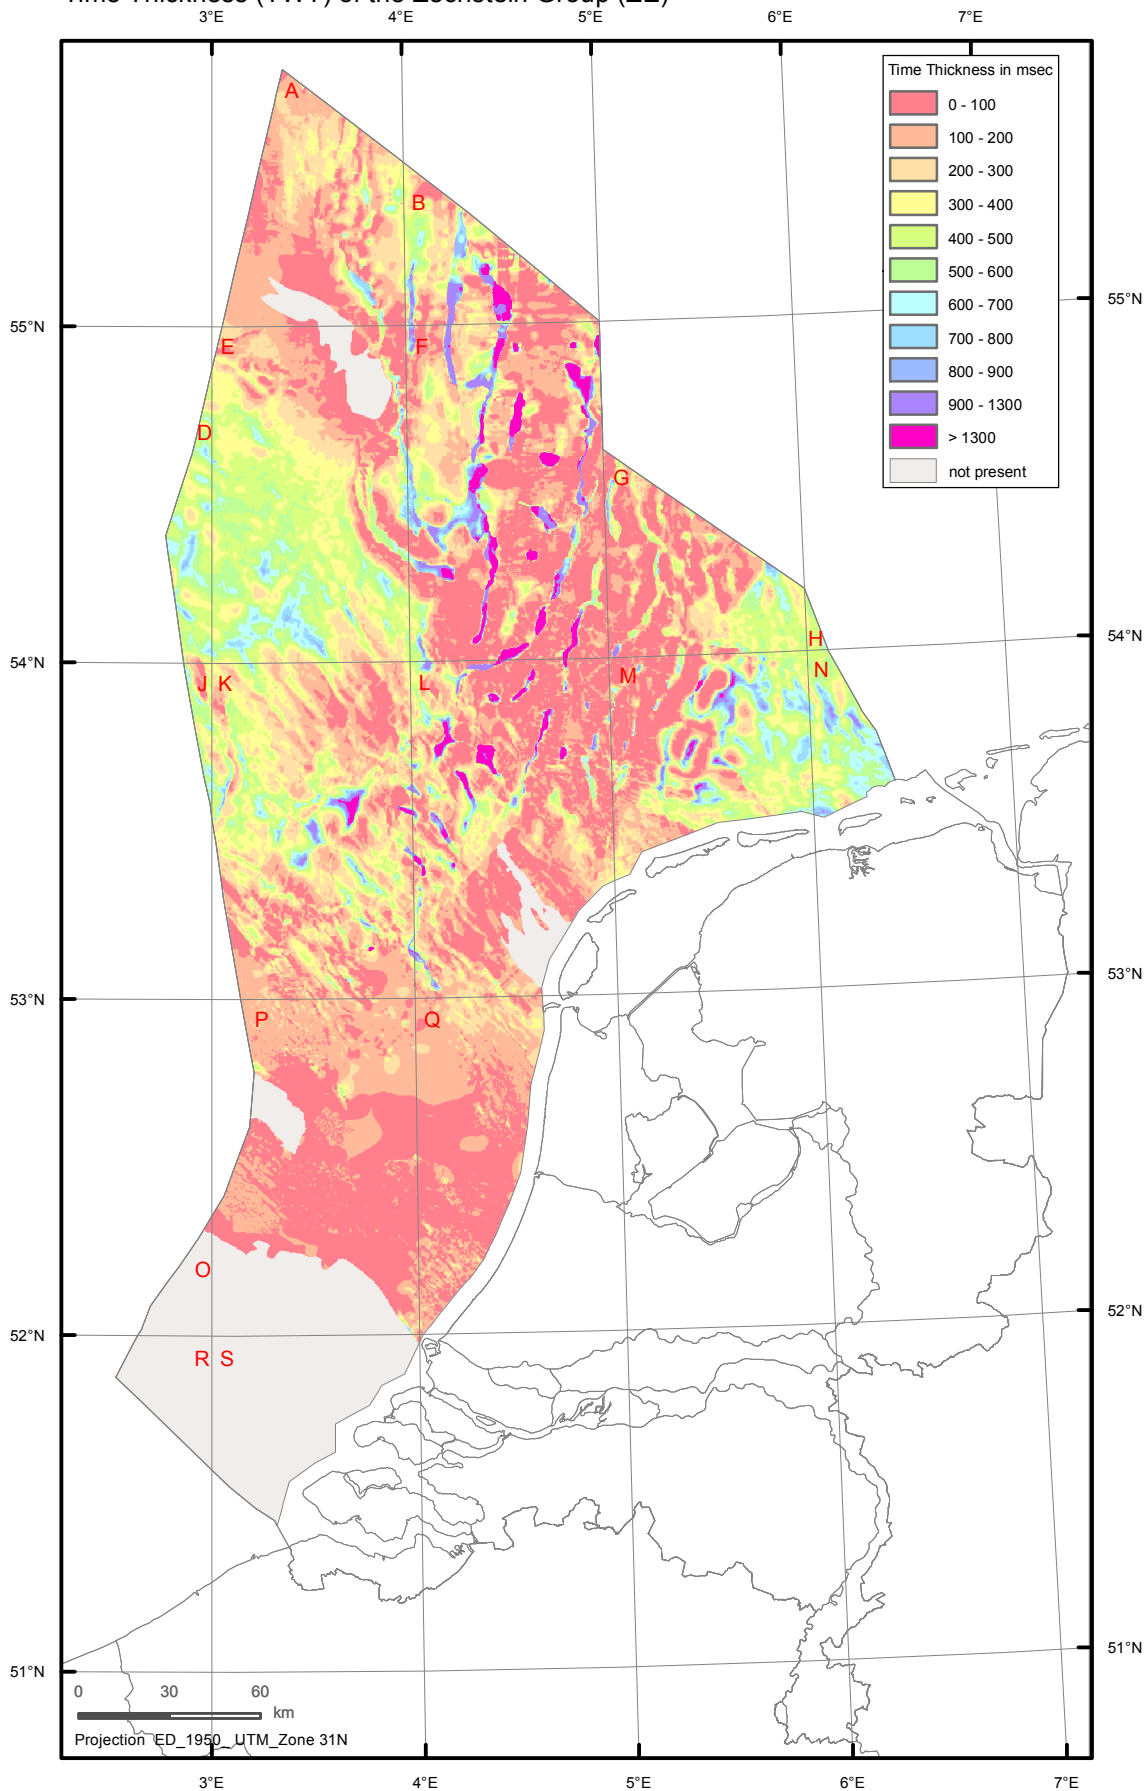 Time Thickness (TWT) of the Zechstein Group (ZE)
3°E 4°E 5°E 6°E 7°E
Time Thickness in msec
0 - 100
100 - 200
200 - 300
300 - 400
400 - 500
500 - 600
600 - 700
700 - 800
800 - 900
900 - 1300
> 1300
not present
A
B
55°N
55°N
E
F
D
G
54°N
54°N
H
J K
L
M
N
53°N
53°N
P
Q
O
52°N
52°N
R S
51°N
51°N
0 30 60
km
Projection ED_1950_UTM_Zone 31N
3°E 4°E 5°E 6°E 7°E